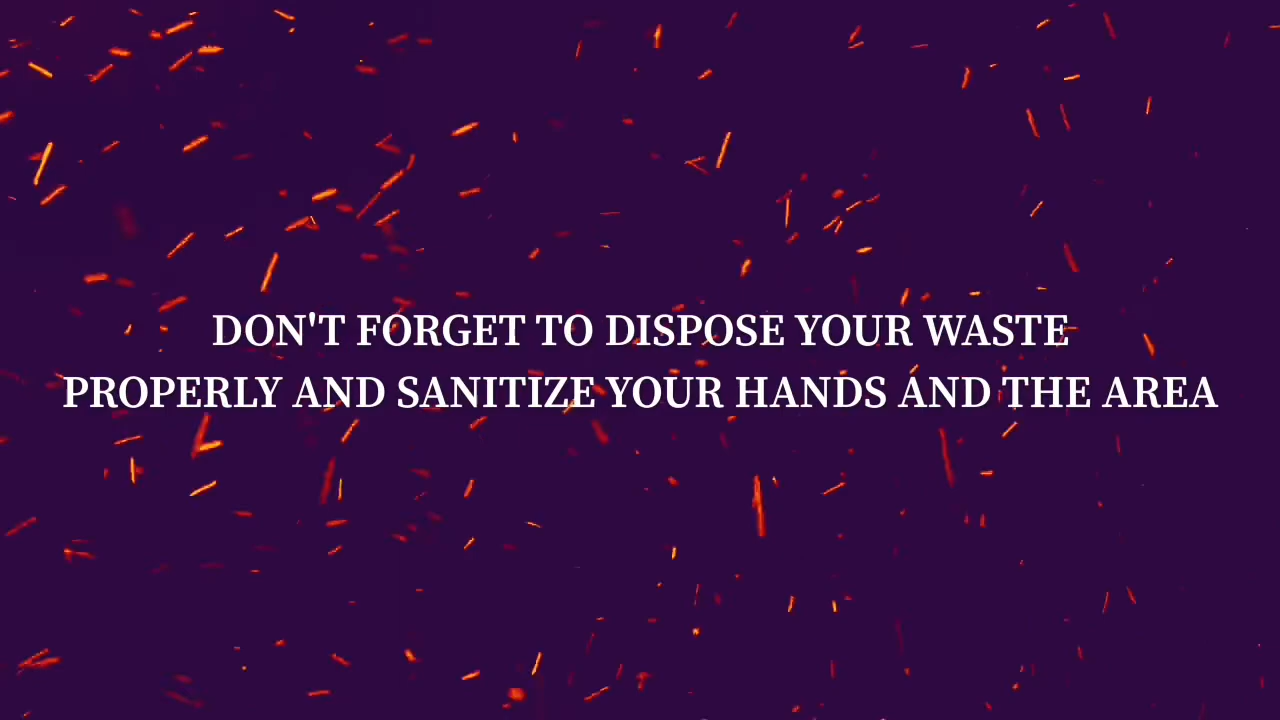 DON'T FORGET TO DISPOSE YOUR WASTE
PROPERLY AND SANITIZE YOUR HANDS AND THE AREA